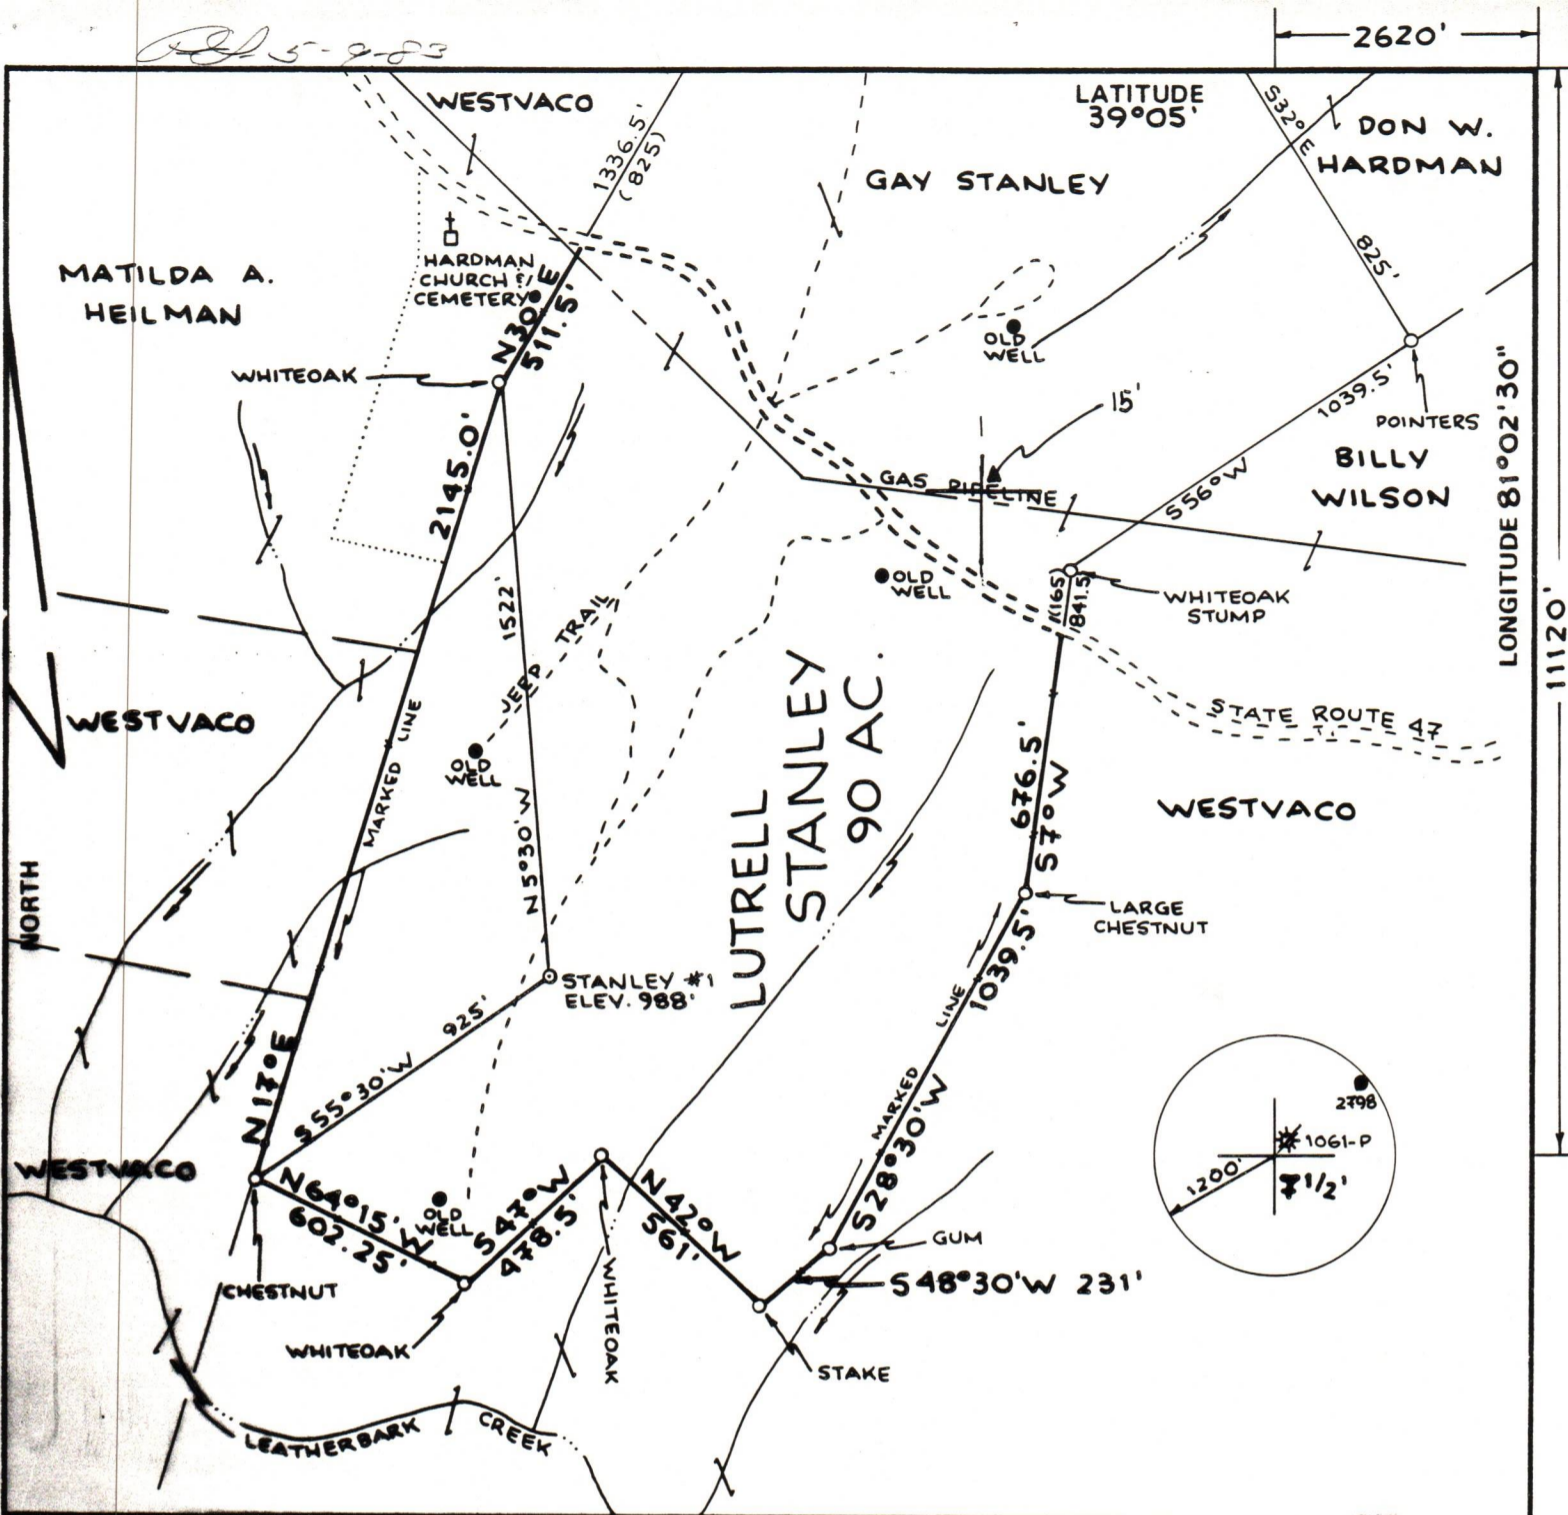 5-9-83
2620'
WESTVACO
1336.5'
(825)
LATITUDE
39°05'
S32°E
DON W.
HARDMAN
GAY STANLEY
825'
MATILDA A.
HEILMAN
HARDMAN
CHURCH &
CEMETERY
N30°E
511.5'
OLD
WELL
WHITEOAK
15'
1039.5'
POINTERS
LONGITUDE 81°02'30"
11120'
2145.0'
BILLY
WILSON
GAS PIPELINE
S56°W
OLD
WELL
(165')
1841.5
WHITEOAK
STUMP
1522'
JEEP TRAIL
WESTVACO
STATE ROUTE 47
MARKED LINE
OLD
WELL
LUTRELL
STANLEY
90 AC.
676.5'
S7°W
WESTVACO
NORTH
N5°30'W
LARGE
CHESTNUT
STANLEY #1
ELEV. 988'
925'
S55°30'W
N17°E
MARKED LINE
1039.5'
S28°30'W
2798
1061-P
1200'
7 1/2'
WESTVACO
N64°15'W
602.25'
OLD
WELL
S47°W
478.5'
N42°W
561'
GUM
S48°30'W 231'
CHESTNUT
WHITEOAK
WHITEOAK
STAKE
LEATHERBARK CREEK